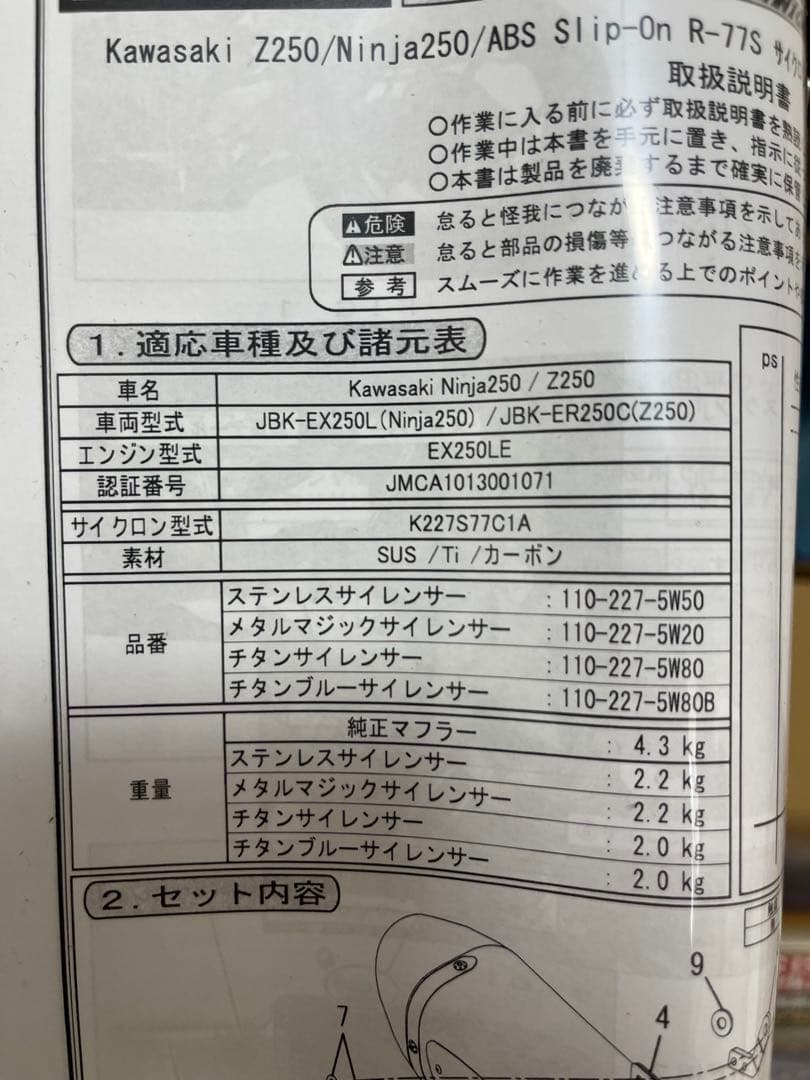 Kawasaki Z250/Ninja250/ABS Slip-On R-77S サイクロ
取扱説明書
○作業に入る前に必ず取扱説明書を熟読
○作業中は本書を手元に置き、指示に従
○本書は製品を廃棄するまで確実に保管
危険 怠ると怪我につなが 注意事項を示して
注意 怠ると部品の損傷等 つながる注意事項を
参考 スムーズに作業を進める上でのポイントや
1.適応車種及び諸元表
ps
車名 Kawasaki Ninja250 / Z250
車両型式 JBK-EX250L(Ninja250) /JBK-ER250C(Z250)
エンジン型式 EX250LE
認証番号 JMCA1013001071
サイクロン型式 K227S77C1A
素材 SUS /Ti /カーボン
品番
ステンレスサイレンサー : 110-227-5W50
メタルマジックサイレンサー : 110-227-5W20
チタンサイレンサー : 110-227-5W80
チタンブルーサイレンサー : 110-227-5W80B
重量
純正マフラー : 4.3 kg
ステンレスサイレンサー : 2.2 kg
メタルマジックサイレンサー : 2.2 kg
チタンサイレンサー : 2.0 kg
チタンブルーサイレンサー : 2.0 kg
2.セット内容
9
7
4